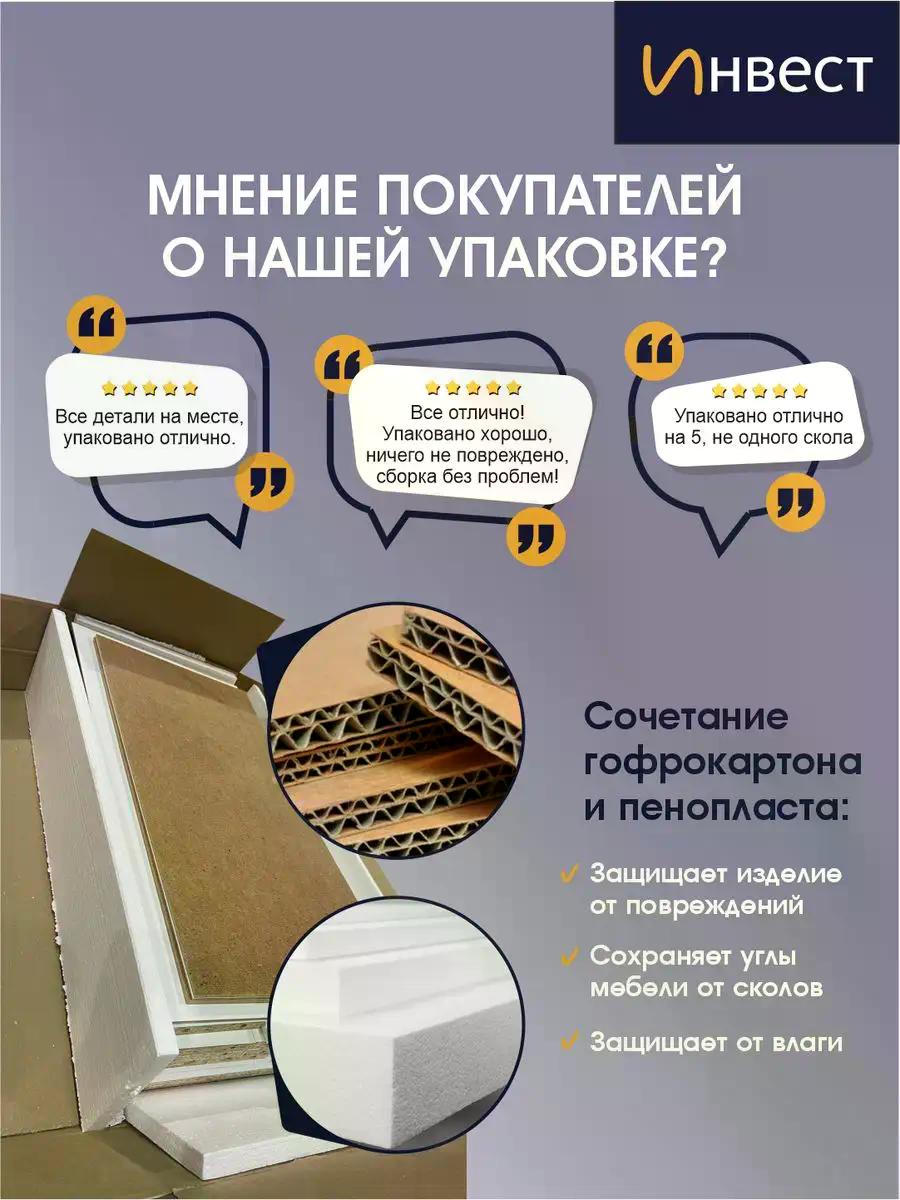 Инвест
МНЕНИЕ ПОКУПАТЕЛЕЙ
О НАШЕЙ УПАКОВКЕ?
Все детали на месте,
упаковано отлично.
Все отлично!
Упаковано хорошо,
ничего не повреждено,
сборка без проблем!
Упаковано отлично
на 5, не одного скола
Сочетание
гофрокартона
и пенопласта:
Защищает изделие
от повреждений
Сохраняет углы
мебели от сколов
Защищает от влаги